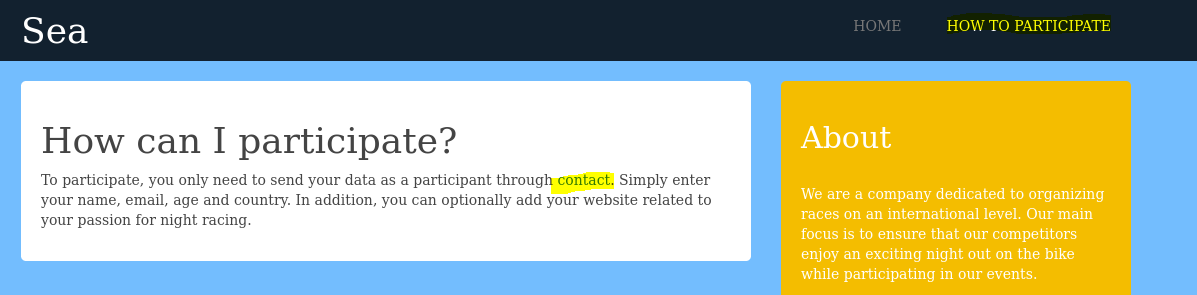 Sea
HOME
HOW TO PARTICIPATE
How can I participate?
To participate, you only need to send your data as a participant through contact. Simply enter
your name, email, age and country. In addition, you can optionally add your website related to
your passion for night racing.
About
We are a company dedicated to organizing
races on an international level. Our main
focus is to ensure that our competitors
enjoy an exciting night out on the bike
while participating in our events.